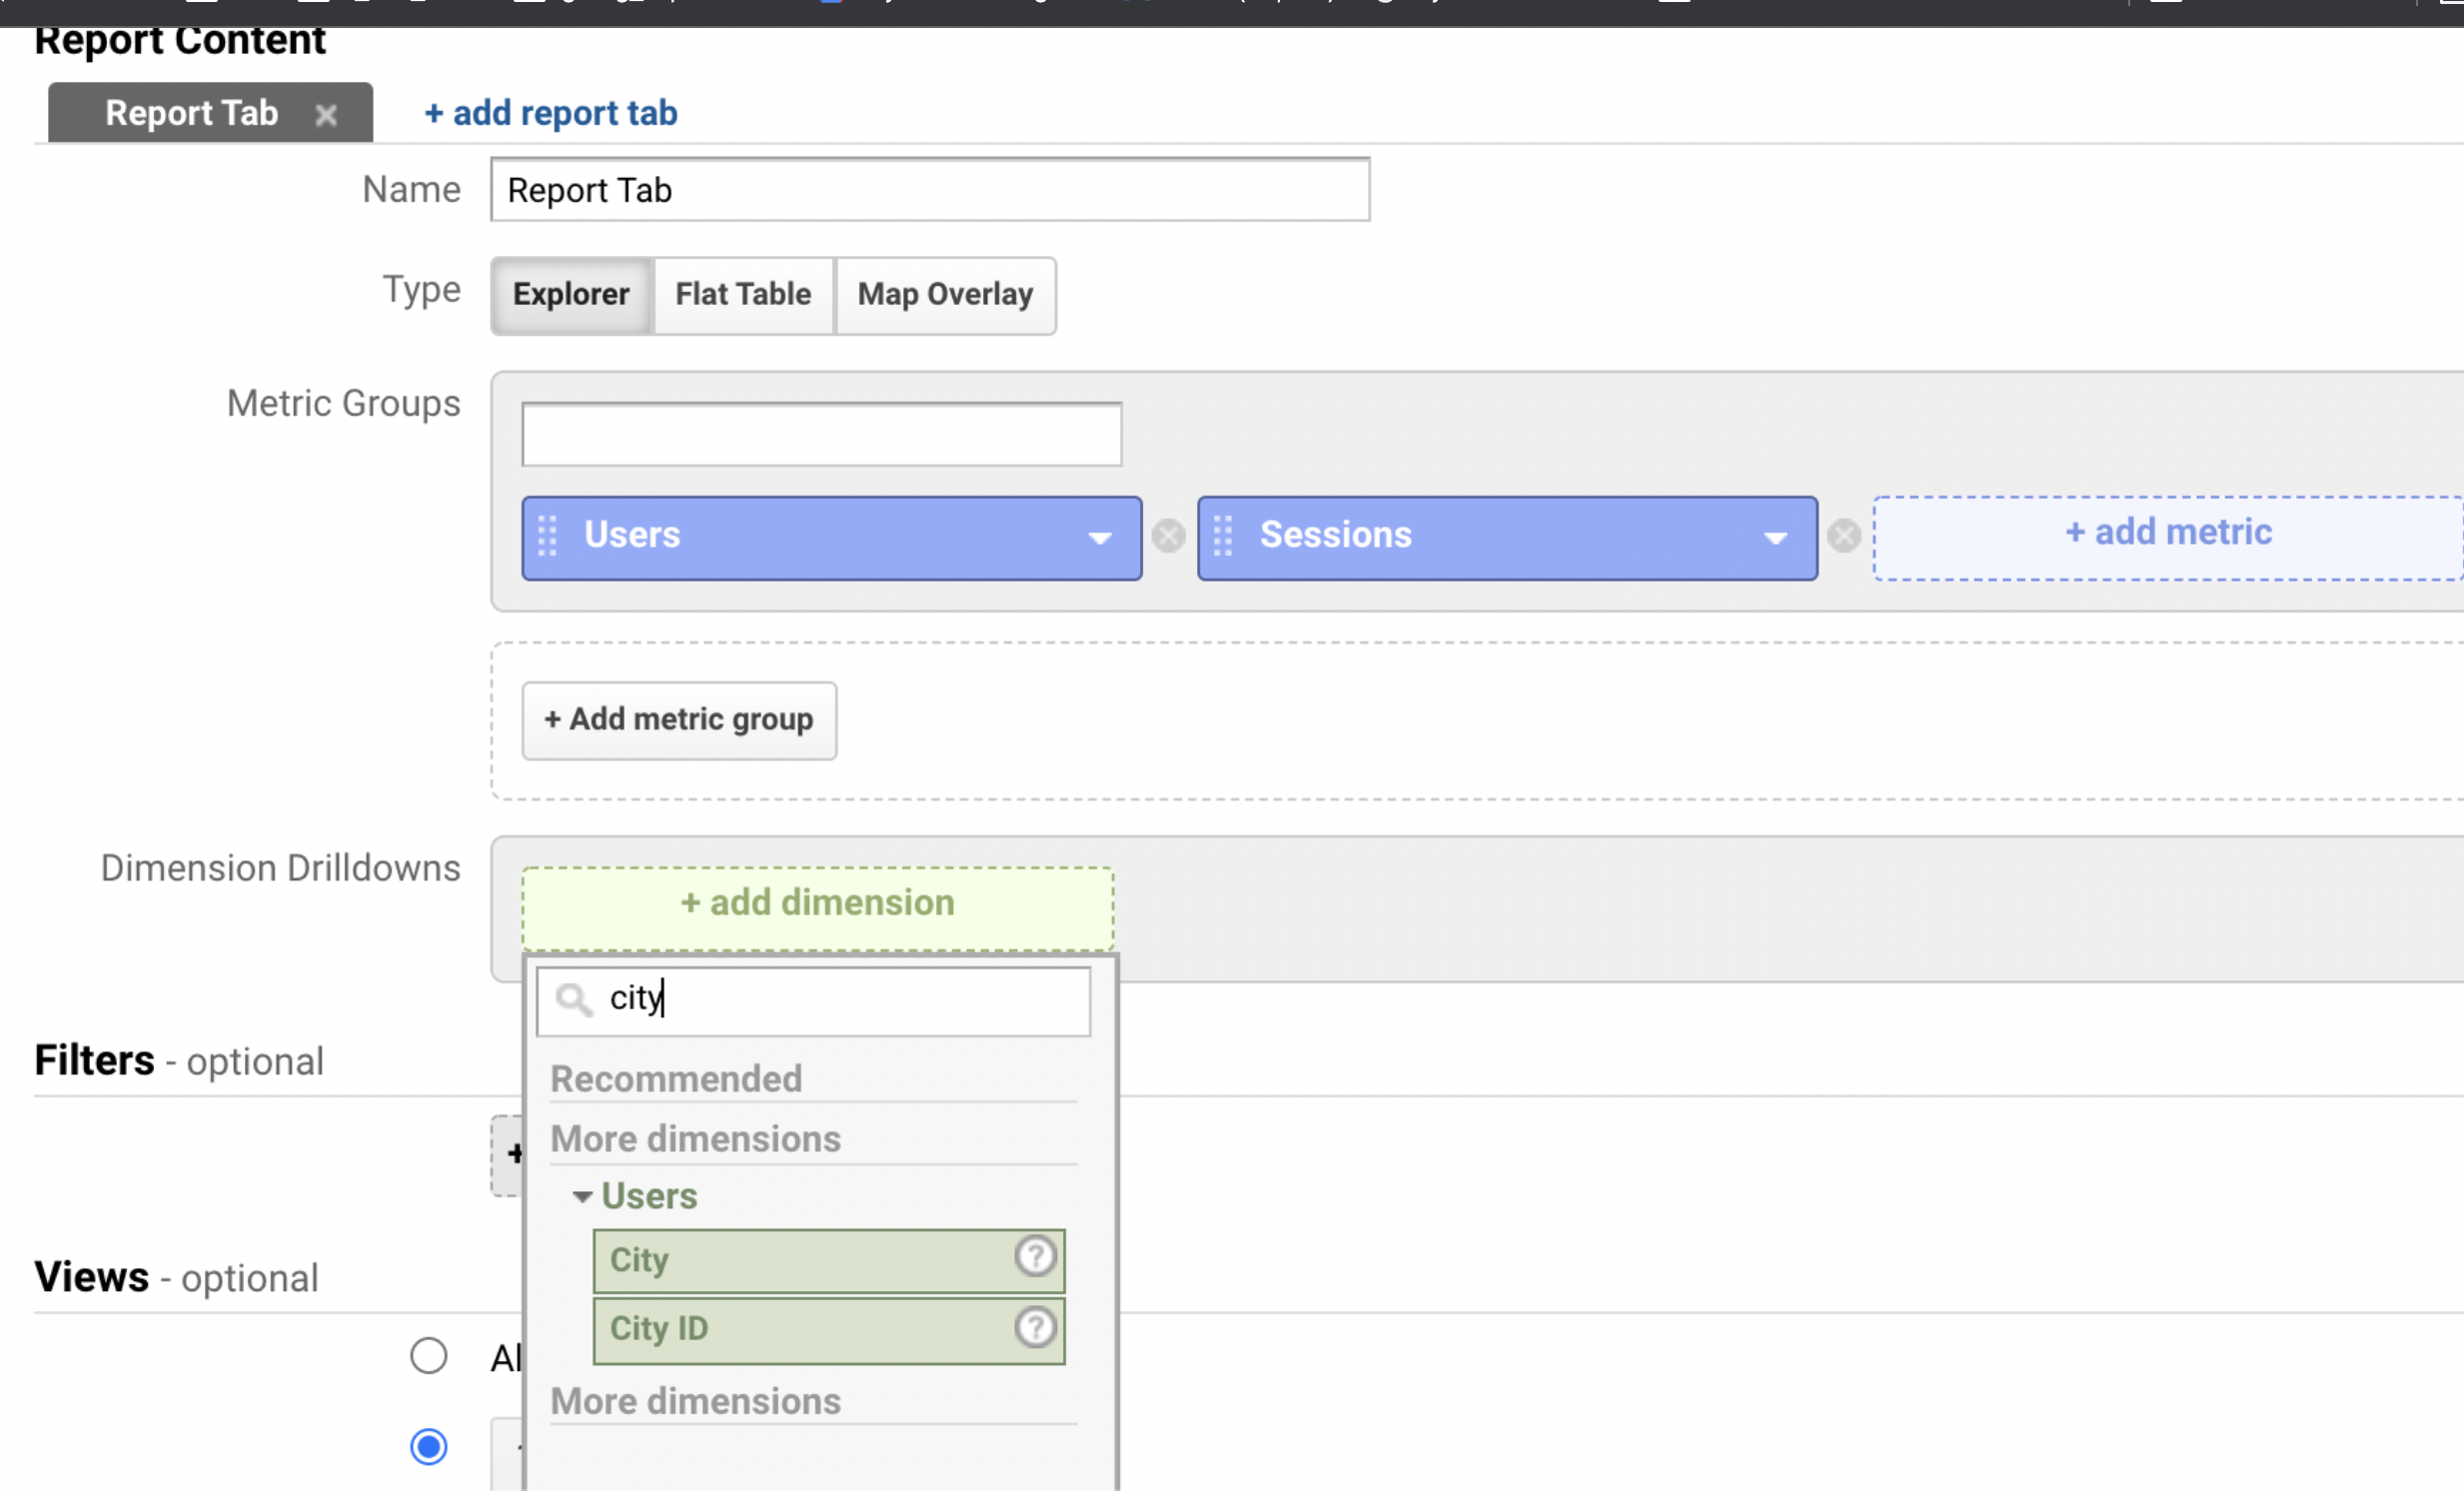 Report Content
Report Tab
+ add report tab
Name
Report Tab
Type
Explorer
Flat Table
Map Overlay
Metric Groups
Users
Sessions
+ add metric
+ Add metric group
Dimension Drilldowns
+ add dimension
city
Recommended
Filters - optional
More dimensions
+
Users
City
?
Views - optional
City ID
?
Al
More dimensions